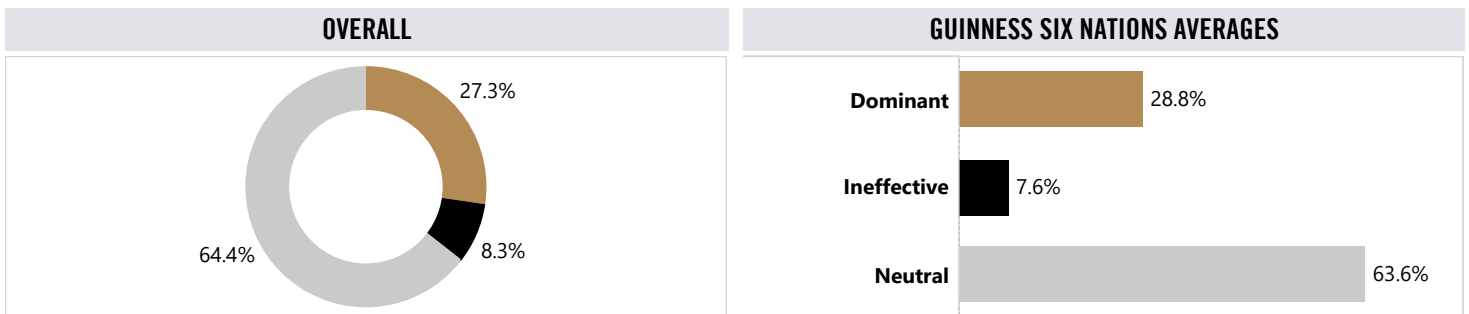 OVERALL
27.3%
8.3%
64.4%
GUINNESS SIX NATIONS AVERAGES
Dominant 28.8%
Ineffective 7.6%
Neutral 63.6%